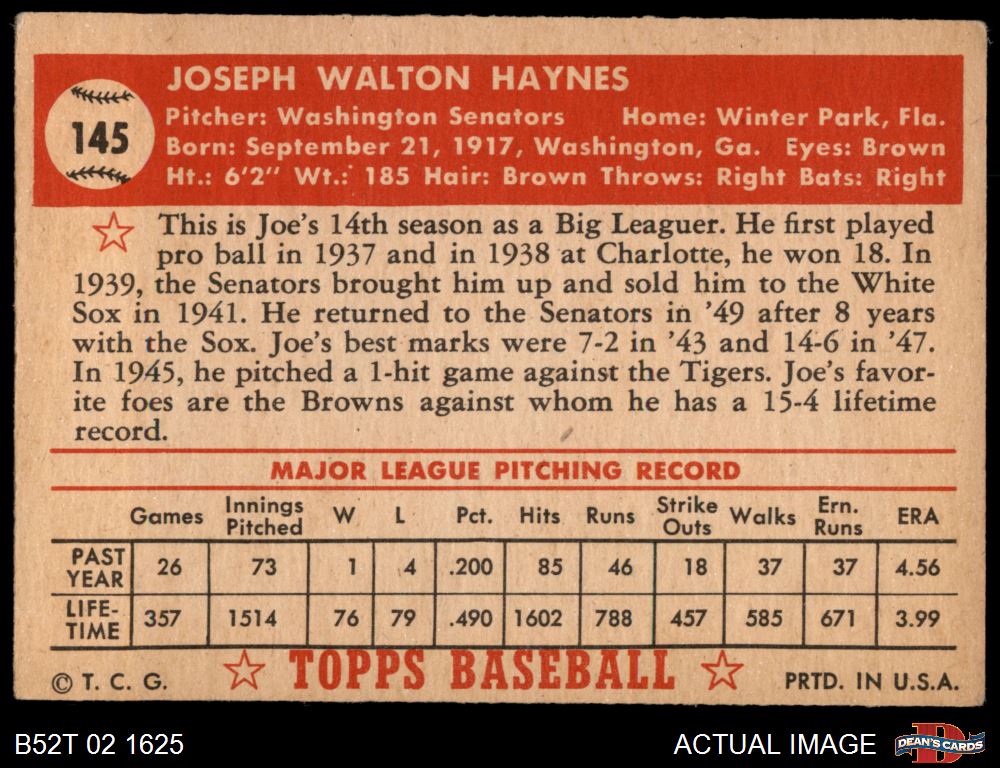 JOSEPH WALTON HAYNES
145
Pitcher: Washington Senators Home: Winter Park, Fla.
Born: September 21, 1917, Washington, Ga. Eyes: Brown
Ht.: 6'2" Wt.: 185 Hair: Brown Throws: Right Bats: Right
This is Joe's 14th season as a Big Leaguer. He first played
pro ball in 1937 and in 1938 at Charlotte, he won 18. In
1939, the Senators brought him up and sold him to the White
Sox in 1941. He returned to the Senators in '49 after 8 years
with the Sox. Joe's best marks were 7-2 in '43 and 14-6 in '47.
In 1945, he pitched a 1-hit game against the Tigers. Joe's favor-
ite foes are the Browns against whom he has a 15-4 lifetime
record.
MAJOR LEAGUE PITCHING RECORD
Games Innings Pitched W L Pct. Hits Runs Strike Outs Walks Ern. Runs ERA
PAST YEAR 26 73 1 4 .200 85 46 18 37 37 4.56
LIFE-TIME 357 1514 76 79 .490 1602 788 457 585 671 3.99
© T. C. G. TOPPS BASEBALL PRTD. IN U.S.A.
B52T 02 1625 ACTUAL IMAGE DEAN'S CARDS